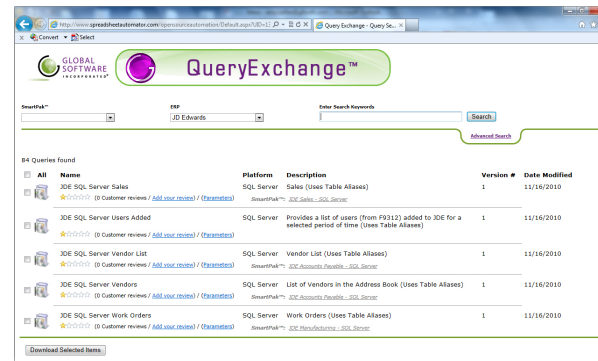 http://www.spreadsheetautomator.com/opensourceautomation/Default.aspx?UID=13
Query Exchange - Query Se...
x Convert Select
GLOBAL
SOFTWARE
INCORPORATED
QueryExchange™
SmartPak™ ERP Enter Search Keywords
JD Edwards Search
Advanced Search
84 Queries found
All Name Platform Description Version # Date Modified
JDE SQL Server Sales SQL Server Sales (Uses Table Aliases) 1 11/16/2010
(0 Customer reviews / Add your review) / (Parameters) SmartPak™: JDE Sales - SQL Server
JDE SQL Server Users Added SQL Server Provides a list of users (from F9312) added to JDE for a 1 11/16/2010
selected period of time (Uses Table Aliases)
(0 Customer reviews / Add your review) / (Parameters)
JDE SQL Server Vendor List SQL Server Vendor List (Uses Table Aliases) 1 11/16/2010
(0 Customer reviews / Add your review) / (Parameters) SmartPak™: JDE Accounts Payable - SQL Server
JDE SQL Server Vendors SQL Server List of Vendors in the Address Book (Uses Table Aliases) 1 11/16/2010
(0 Customer reviews / Add your review) / (Parameters) SmartPak™: JDE Accounts Payable - SQL Server
JDE SQL Server Work Orders SQL Server Work Orders (Uses Table Aliases) 1 11/16/2010
(0 Customer reviews / Add your review) / (Parameters) SmartPak™: JDE Manufacturing - SQL Server
Download Selected Items